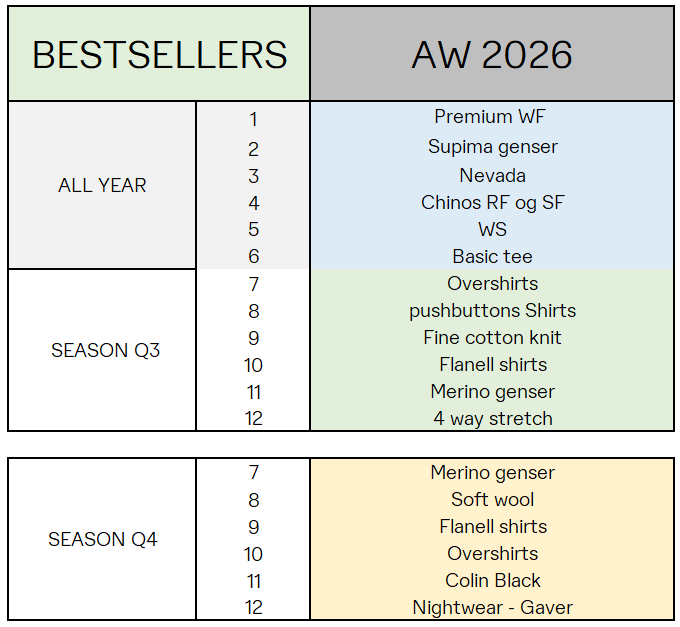 BESTSELLERS AW 2026
ALL YEAR
1 Premium WF
2 Supima genser
3 Nevada
4 Chinos RF og SF
5 WS
6 Basic tee
SEASON Q3
7 Overshirts
8 pushbuttons Shirts
9 Fine cotton knit
10 Flanell shirts
11 Merino genser
12 4 way stretch
SEASON Q4
7 Merino genser
8 Soft wool
9 Flanell shirts
10 Overshirts
11 Colin Black
12 Nightwear - Gaver